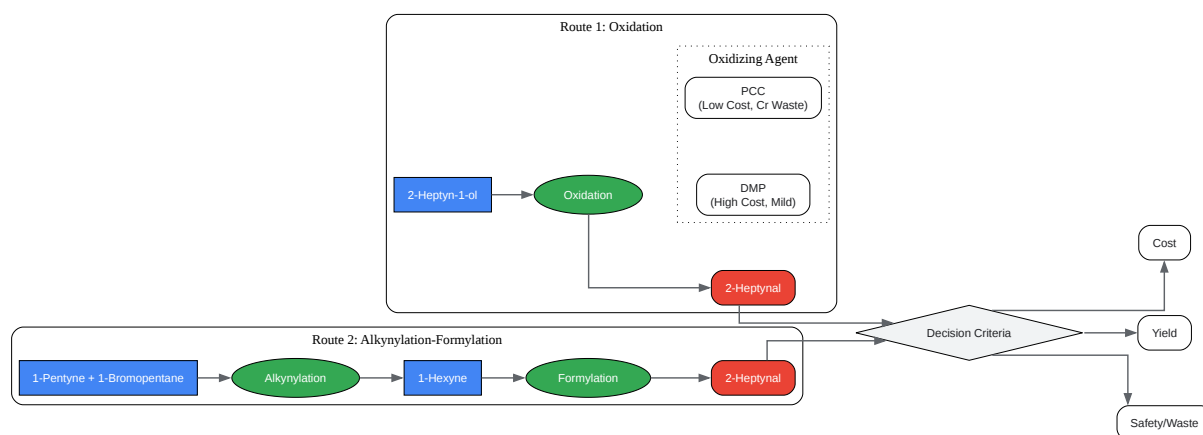 Route 1: Oxidation
Oxidizing Agent
PCC
(Low Cost, Cr Waste)
2-Heptyn-1-ol
Oxidation
DMP
(High Cost, Mild)
2-Heptynal
Cost
Decision Criteria
Yield
Safety/Waste
Route 2: Alkynylation-Formylation
1-Pentyne + 1-Bromopentane
Alkynylation
1-Hexyne
Formylation
2-Heptynal